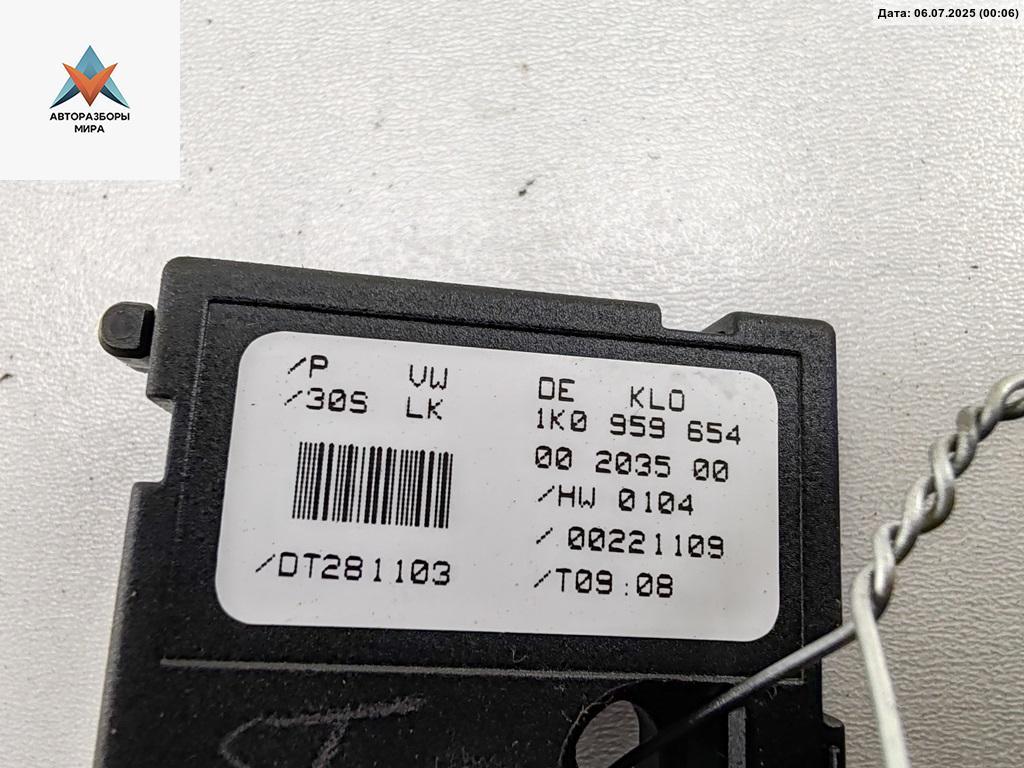 Дата: 06.07.2025 (00:06)
АВТОРАЗБОРЫ
МИРА
/P VW DE KLO
/30S LK 1K0 959 654
00 2035 00
/HW 0104
/ 00221109
/DT281103 /T09:08